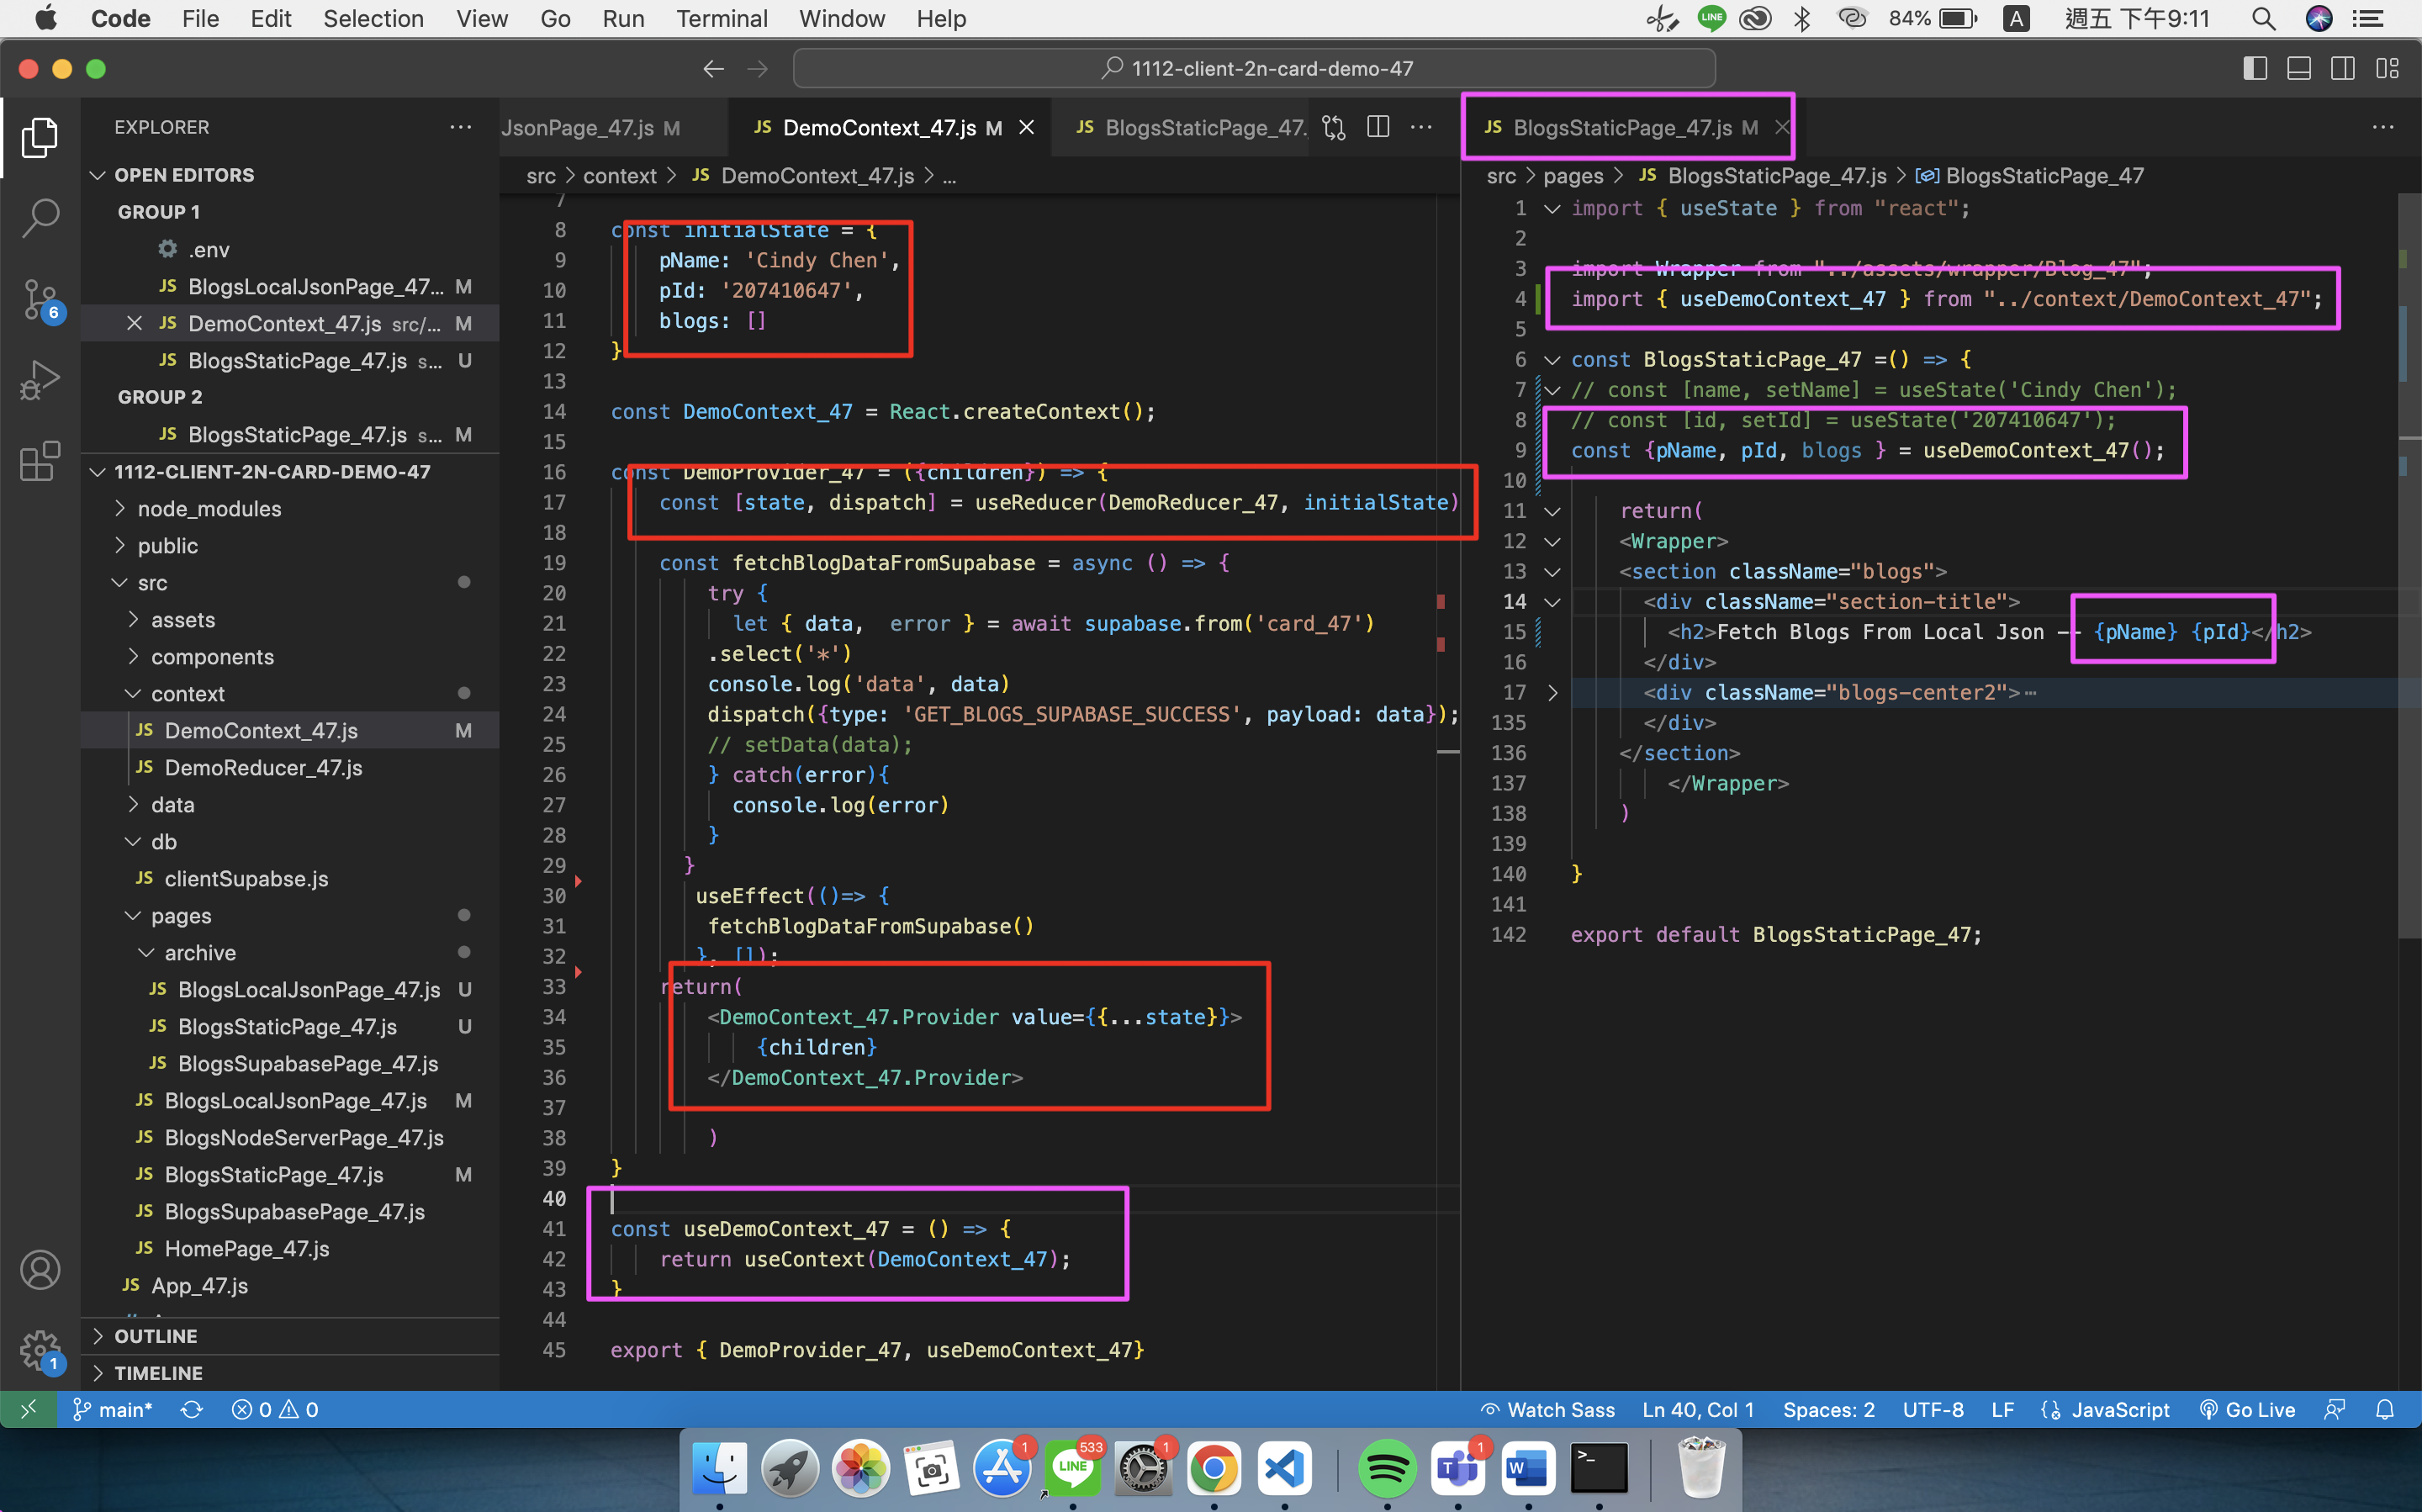 Code File Edit Selection View Go Run Terminal Window Help LINE 84% A 週五 下午9:11
1112-client-2n-card-demo-47
EXPLORER
OPEN EDITORS
GROUP 1
.env
JS BlogsLocalJsonPage_47... M
JS DemoContext_47.js src/... M
JS BlogsStaticPage_47.js s... U
GROUP 2
JS BlogsStaticPage_47.js s... M
1112-CLIENT-2N-CARD-DEMO-47
node_modules
public
src
assets
components
context
JS DemoContext_47.js M
JS DemoReducer_47.js
data
db
JS clientSupabse.js
pages
archive
JS BlogsLocalJsonPage_47.js U
JS BlogsStaticPage_47.js U
JS BlogsSupabasePage_47.js
JS BlogsLocalJsonPage_47.js M
JS BlogsNodeServerPage_47.js
JS BlogsStaticPage_47.js M
JS BlogsSupabasePage_47.js
JS HomePage_47.js
JS App_47.js
OUTLINE
TIMELINE
6
1
JsonPage_47.js M JS DemoContext_47.js M JS BlogsStaticPage_47.
src > context > JS DemoContext_47.js > ...
7
8 const initialState = {
9 pName: 'Cindy Chen',
10 pId: '207410647',
11 blogs: []
12 }
13
14 const DemoContext_47 = React.createContext();
15
16 const DemoProvider_47 = ({children}) => {
17 const [state, dispatch] = useReducer(DemoReducer_47, initialState)
18
19 const fetchBlogDataFromSupabase = async () => {
20 try {
21 let { data,  error } = await supabase.from('card_47')
22 .select('*')
23 console.log('data', data)
24 dispatch({type: 'GET_BLOGS_SUPABASE_SUCCESS', payload: data});
25 // setData(data);
26 } catch(error){
27 console.log(error)
28 }
29 }
30 useEffect(()=> {
31 fetchBlogDataFromSupabase()
32 }, []);
33 return(
34 <DemoContext_47.Provider value={{...state}}>
35 {children}
36 </DemoContext_47.Provider>
37
38 )
39 }
40
41 const useDemoContext_47 = () => {
42 return useContext(DemoContext_47);
43 }
44
45 export { DemoProvider_47, useDemoContext_47}
JS BlogsStaticPage_47.js M
src > pages > JS BlogsStaticPage_47.js > BlogsStaticPage_47
1 import { useState } from "react";
2
3 import Wrapper from "../assets/wrapper/Blog_47";
4 import { useDemoContext_47 } from "../context/DemoContext_47";
5
6 const BlogsStaticPage_47 =() => {
7 // const [name, setName] = useState('Cindy Chen');
8 // const [id, setId] = useState('207410647');
9 const {pName, pId, blogs } = useDemoContext_47();
10
11 return(
12 <Wrapper>
13 <section className="blogs">
14 <div className="section-title">
15 <h2>Fetch Blogs From Local Json -- {pName} {pId}</h2>
16 </div>
17 <div className="blogs-center2">⋯
135 </div>
136 </section>
137 </Wrapper>
138 )
139
140 }
141
142 export default BlogsStaticPage_47;
main* 0 0 Watch Sass Ln 40, Col 1 Spaces: 2 UTF-8 LF JavaScript Go Live
1 LINE 533 1 T 1 W >_